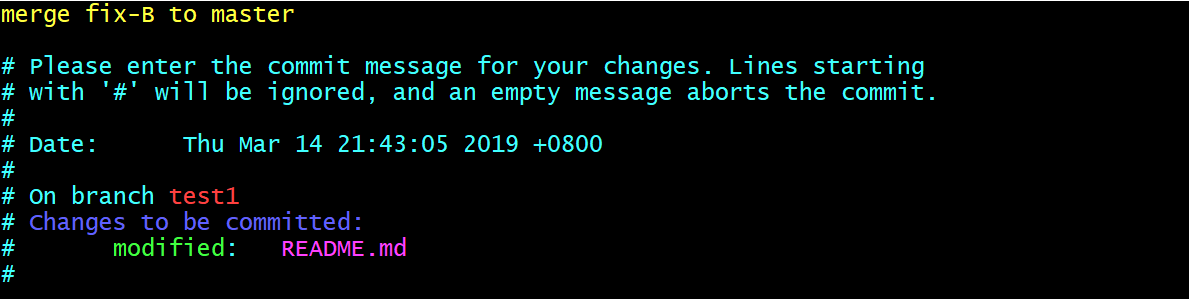 merge fix-B to master
# Please enter the commit message for your changes. Lines starting
# with '#' will be ignored, and an empty message aborts the commit.
#
# Date:      Thu Mar 14 21:43:05 2019 +0800
#
# On branch test1
# Changes to be committed:
#       modified:   README.md
#